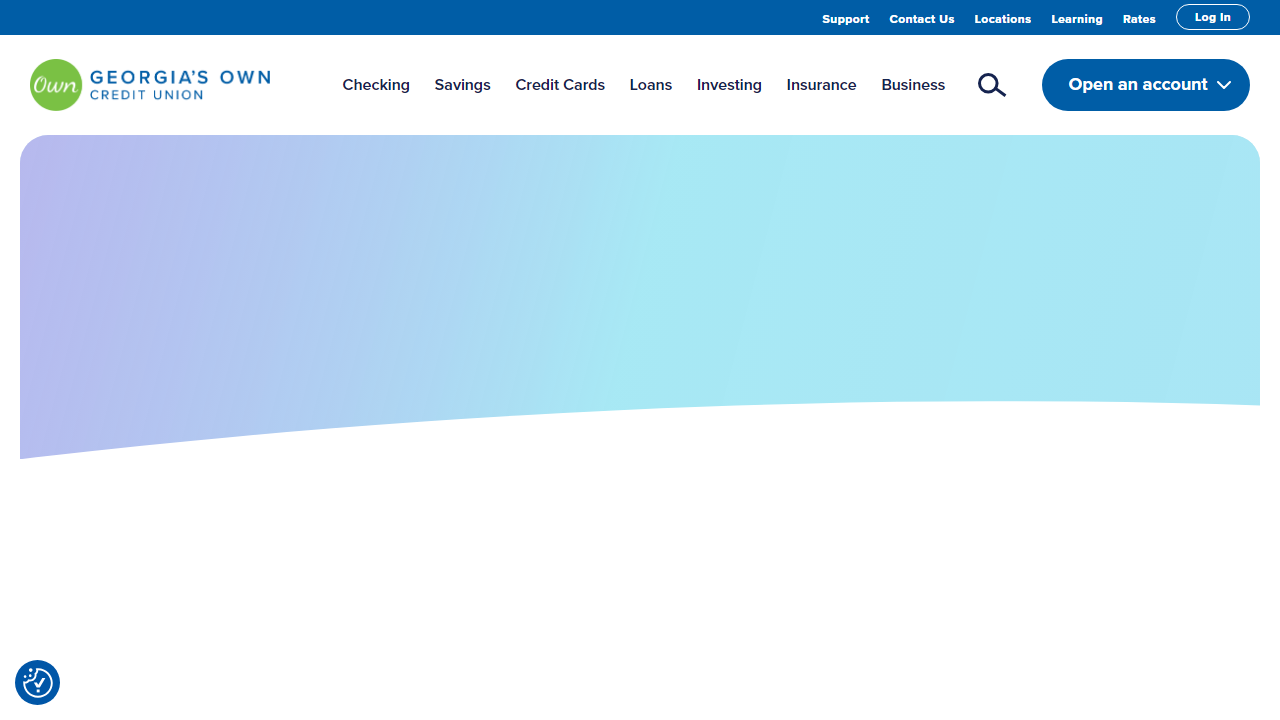 Support Contact Us Locations Learning Rates Log In
Own GEORGIA'S OWN
CREDIT UNION
Checking Savings Credit Cards Loans Investing Insurance Business Open an account